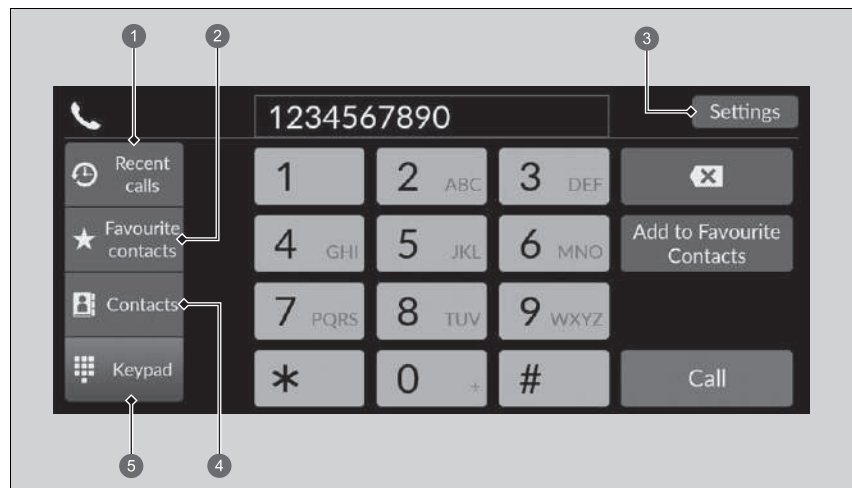 1
2
3
1234567890
Settings
Recent
calls
1
2 ABC
3 DEF
Favourite
contacts
4 GHI
5 JKL
6 MNO
Add to Favourite
Contacts
Contacts
7 PQRS
8 TUV
9 WXYZ
Keypad
*
0 +
#
Call
5
4